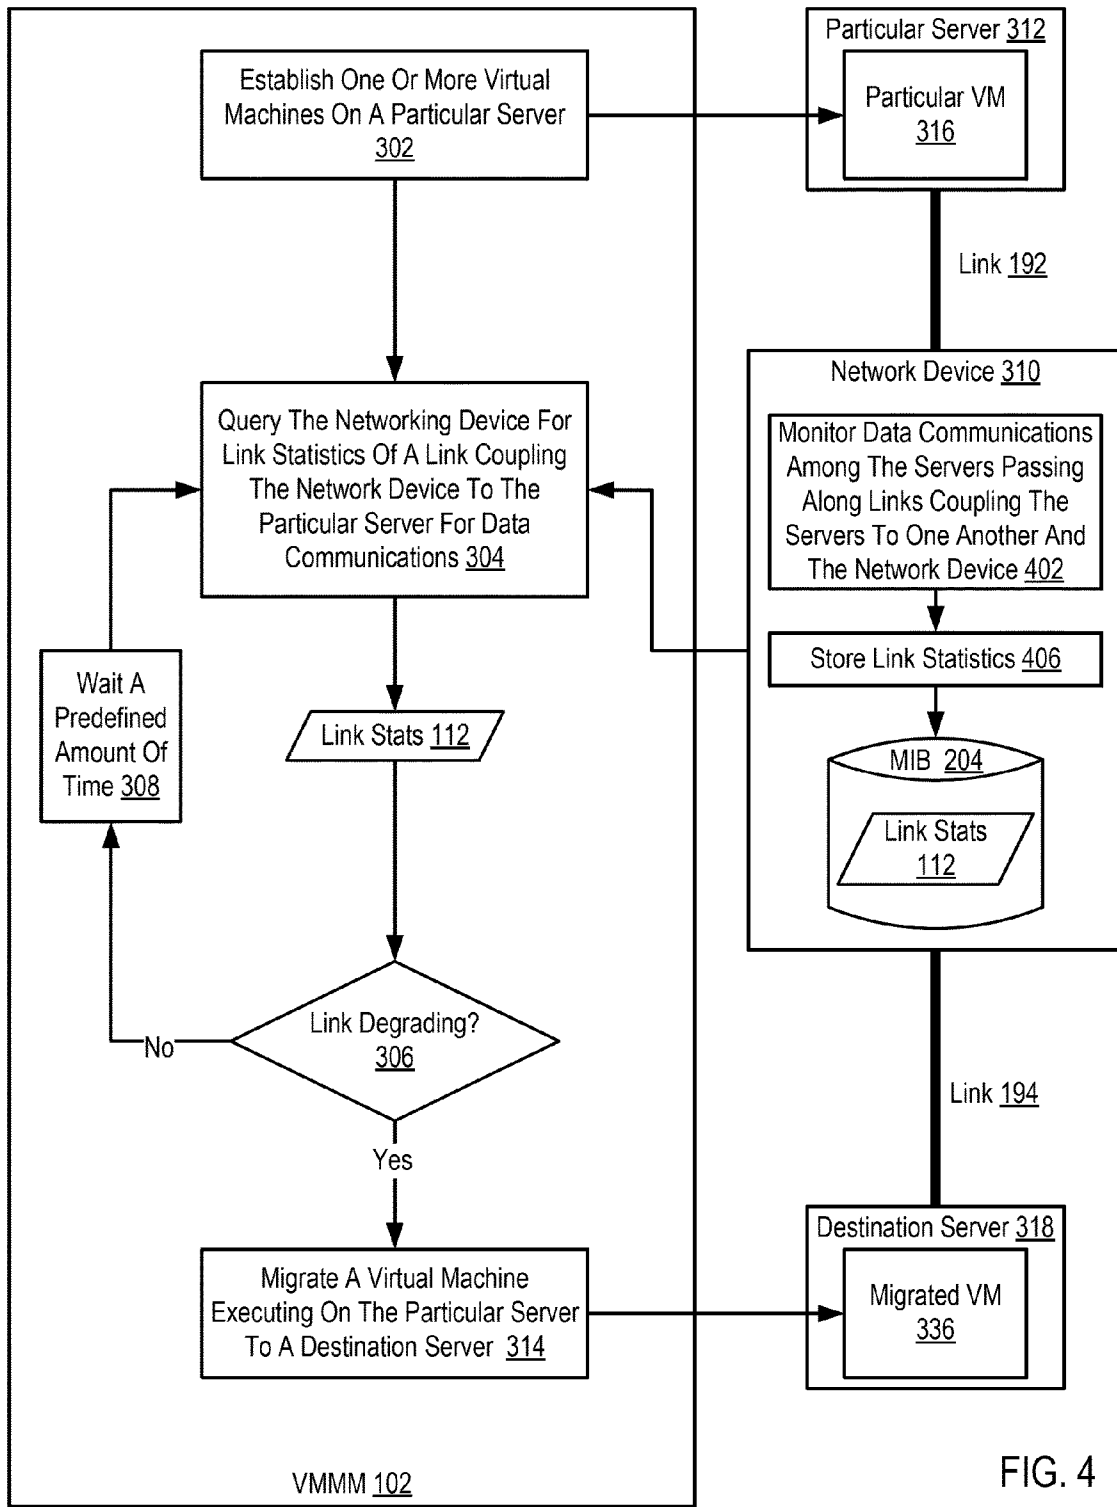 Establish One Or More Virtual
Machines On A Particular Server
302
Particular Server 312
Particular VM
316
Link 192
Query The Networking Device For
Link Statistics Of A Link Coupling
The Network Device To The
Particular Server For Data
Communications 304
Network Device 310
Monitor Data Communications
Among The Servers Passing
Along Links Coupling The
Servers To One Another And
The Network Device 402
Store Link Statistics 406
MIB 204
Link Stats
112
Wait A
Predefined
Amount Of
Time 308
Link Stats 112
Link Degrading?
306
No
Yes
Link 194
Migrate A Virtual Machine
Executing On The Particular Server
To A Destination Server 314
Destination Server 318
Migrated VM
336
VMMM 102
FIG. 4